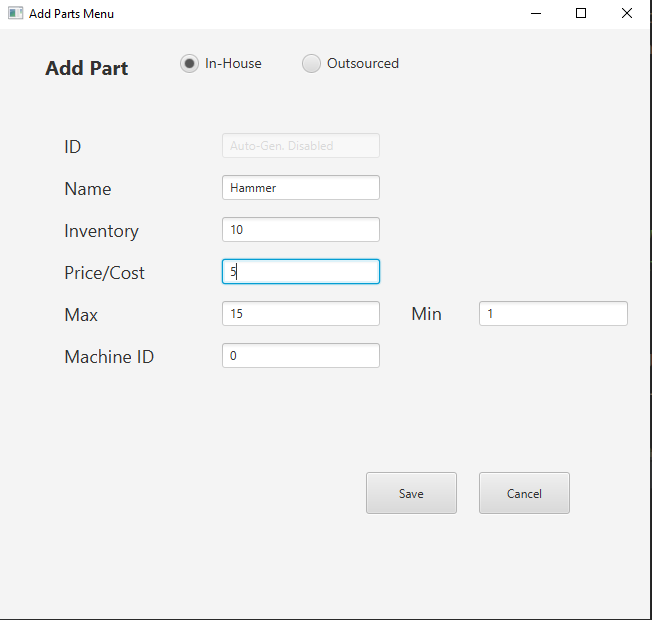 Add Parts Menu
Add Part In-House Outsourced
ID Auto-Gen. Disabled
Name Hammer
Inventory 10
Price/Cost 5
Max 15 Min 1
Machine ID 0
Save Cancel